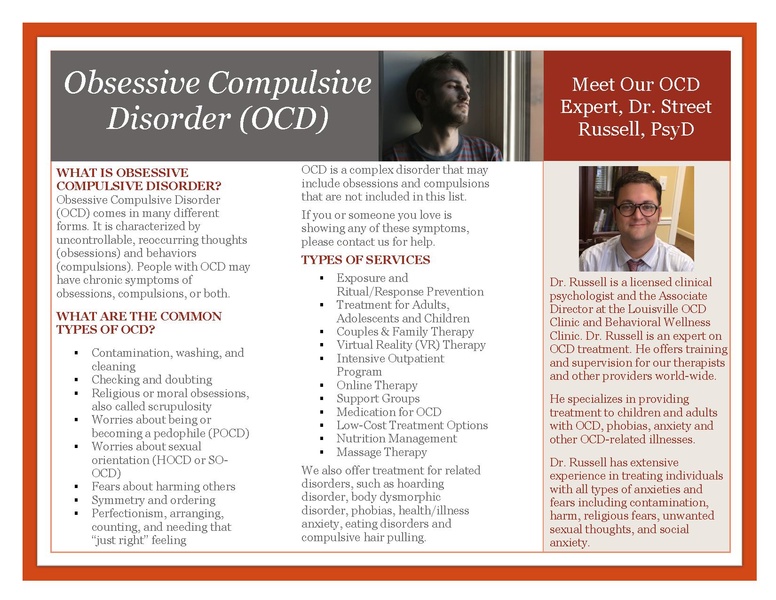 Obsessive Compulsive
Disorder (OCD)
Meet Our OCD
Expert, Dr. Street
Russell, PsyD
WHAT IS OBSESSIVE
COMPULSIVE DISORDER?
Obsessive Compulsive Disorder
(OCD) comes in many different
forms. It is characterized by
uncontrollable, reoccurring thoughts
(obsessions) and behaviors
(compulsions). People with OCD may
have chronic symptoms of
obsessions, compulsions, or both.
WHAT ARE THE COMMON
TYPES OF OCD?
▪ Contamination, washing, and
cleaning
▪ Checking and doubting
▪ Religious or moral obsessions,
also called scrupulosity
▪ Worries about being or
becoming a pedophile (POCD)
▪ Worries about sexual
orientation (HOCD or SO-
OCD)
▪ Fears about harming others
▪ Symmetry and ordering
▪ Perfectionism, arranging,
counting, and needing that
“just right” feeling
OCD is a complex disorder that may
include obsessions and compulsions
that are not included in this list.
If you or someone you love is
showing any of these symptoms,
please contact us for help.
TYPES OF SERVICES
▪ Exposure and
Ritual/Response Prevention
▪ Treatment for Adults,
Adolescents and Children
▪ Couples & Family Therapy
▪ Virtual Reality (VR) Therapy
▪ Intensive Outpatient
Program
▪ Online Therapy
▪ Support Groups
▪ Medication for OCD
▪ Low-Cost Treatment Options
▪ Nutrition Management
▪ Massage Therapy
We also offer treatment for related
disorders, such as hoarding
disorder, body dysmorphic
disorder, phobias, health/illness
anxiety, eating disorders and
compulsive hair pulling.
Dr. Russell is a licensed clinical
psychologist and the Associate
Director at the Louisville OCD
Clinic and Behavioral Wellness
Clinic. Dr. Russell is an expert on
OCD treatment. He offers training
and supervision for our therapists
and other providers world-wide.
He specializes in providing
treatment to children and adults
with OCD, phobias, anxiety and
other OCD-related illnesses.
Dr. Russell has extensive
experience in treating individuals
with all types of anxieties and
fears including contamination,
harm, religious fears, unwanted
sexual thoughts, and social
anxiety.